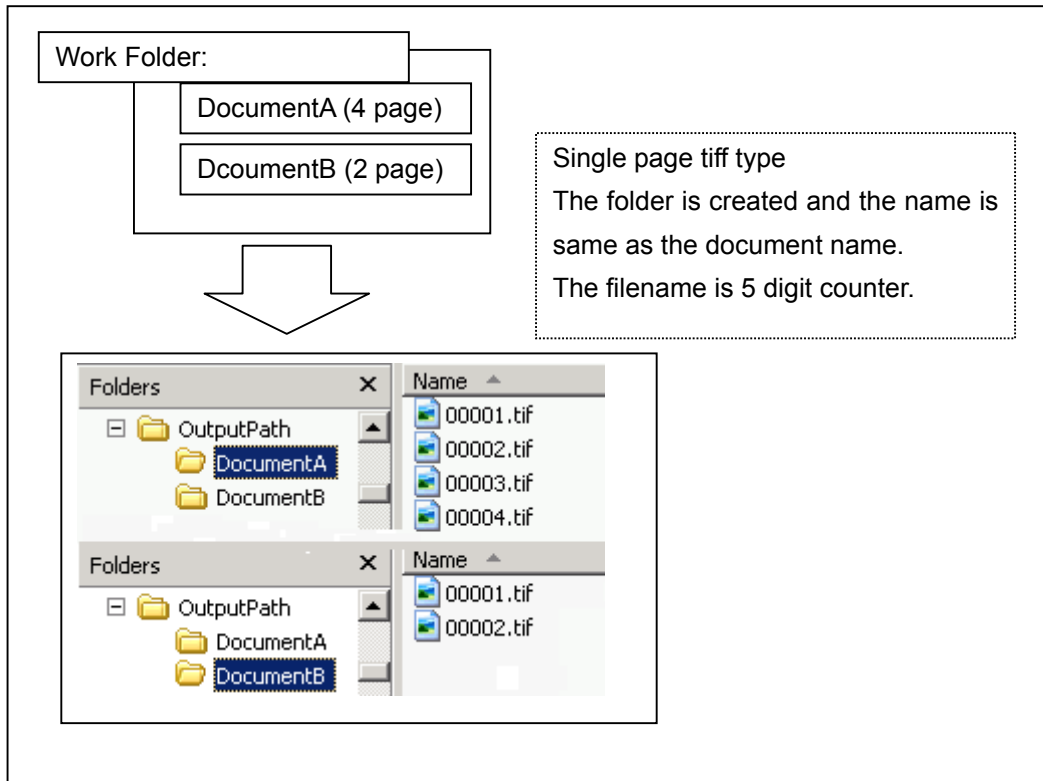 Work Folder:
DocumentA (4 page)
DcoumentB (2 page)
Single page tiff type
The folder is created and the name is
same as the document name.
The filename is 5 digit counter.
Folders
OutputPath
DocumentA
DocumentB
Name
00001.tif
00002.tif
00003.tif
00004.tif
Folders
OutputPath
DocumentA
DocumentB
Name
00001.tif
00002.tif